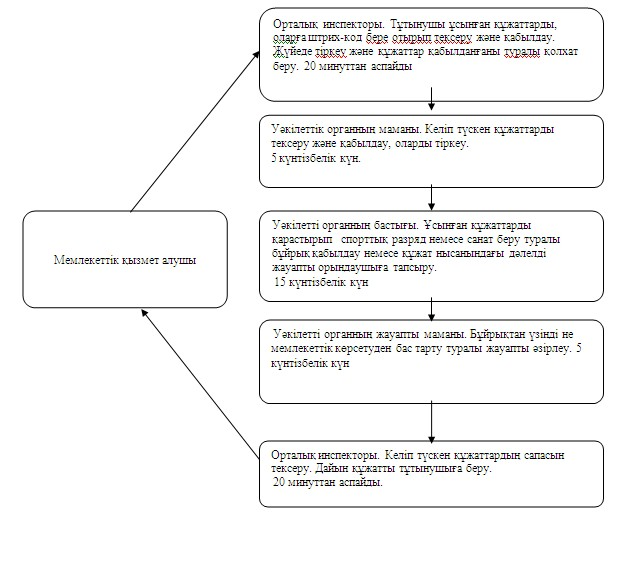 Орталық инспекторы. Тұтынушы ұсынған құжаттарды,
оларға штрих-код бере отырып тексеру және қабылдау.
Жүйеде тіркеу және құжаттар қабылданғаны туралы қолхат
беру. 20 минуттан аспайды
Уәкілеттік органның маманы. Келіп түскен құжаттарды
тексеру және қабылдау, оларды тіркеу.
5 күнтізбелік күн.
Уәкілетті органның бастығы. Ұсынған құжаттарды
қарастырып спорттық разряд немесе санат беру туралы
бұйрық қабылдау немесе құжат нысанындағы дәлелді
жауапты орындаушыға тапсыру.
15 күнтізбелік күн
Мемлекеттік қызмет алушы
Уәкілетті органның жауапты маманы. Бұйрықтан үзінді не
мемлекеттік көрсетуден бас тарту туралы жауапты әзірлеу. 5
күнтізбелік күн
Орталық инспекторы. Келіп түскен құжаттардың сапасын
тексеру. Дайын құжатты тұтынушыға беру.
20 минуттан аспайды.